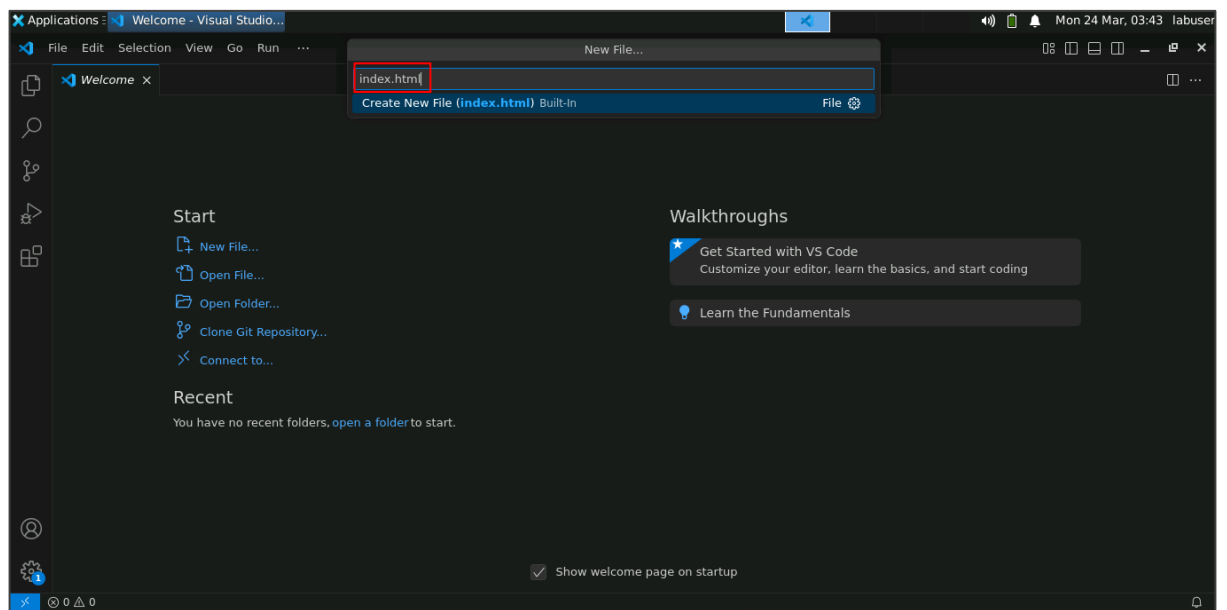 Applications Welcome - Visual Studio... Mon 24 Mar, 03:43 labuser
File Edit Selection View Go Run ... New File...
Welcome
index.html
Create New File (index.html) Built-In File
Start
New File...
Open File...
Open Folder...
Clone Git Repository...
Connect to...
Recent
You have no recent folders, open a folder to start.
Walkthroughs
Get Started with VS Code
Customize your editor, learn the basics, and start coding
Learn the Fundamentals
1
Show welcome page on startup
0 0